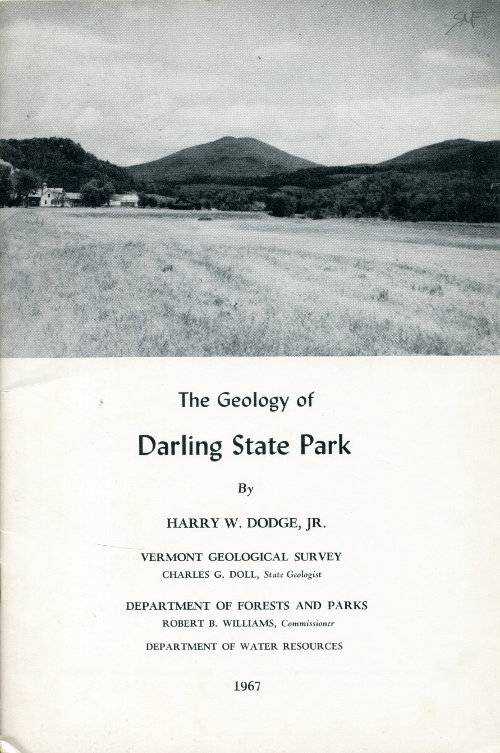 The Geology of
Darling State Park
By
HARRY W. DODGE, JR.
VERMONT GEOLOGICAL SURVEY
CHARLES G. DOLL, State Geologist
DEPARTMENT OF FORESTS AND PARKS
ROBERT B. WILLIAMS, Commissioner
DEPARTMENT OF WATER RESOURCES
1967